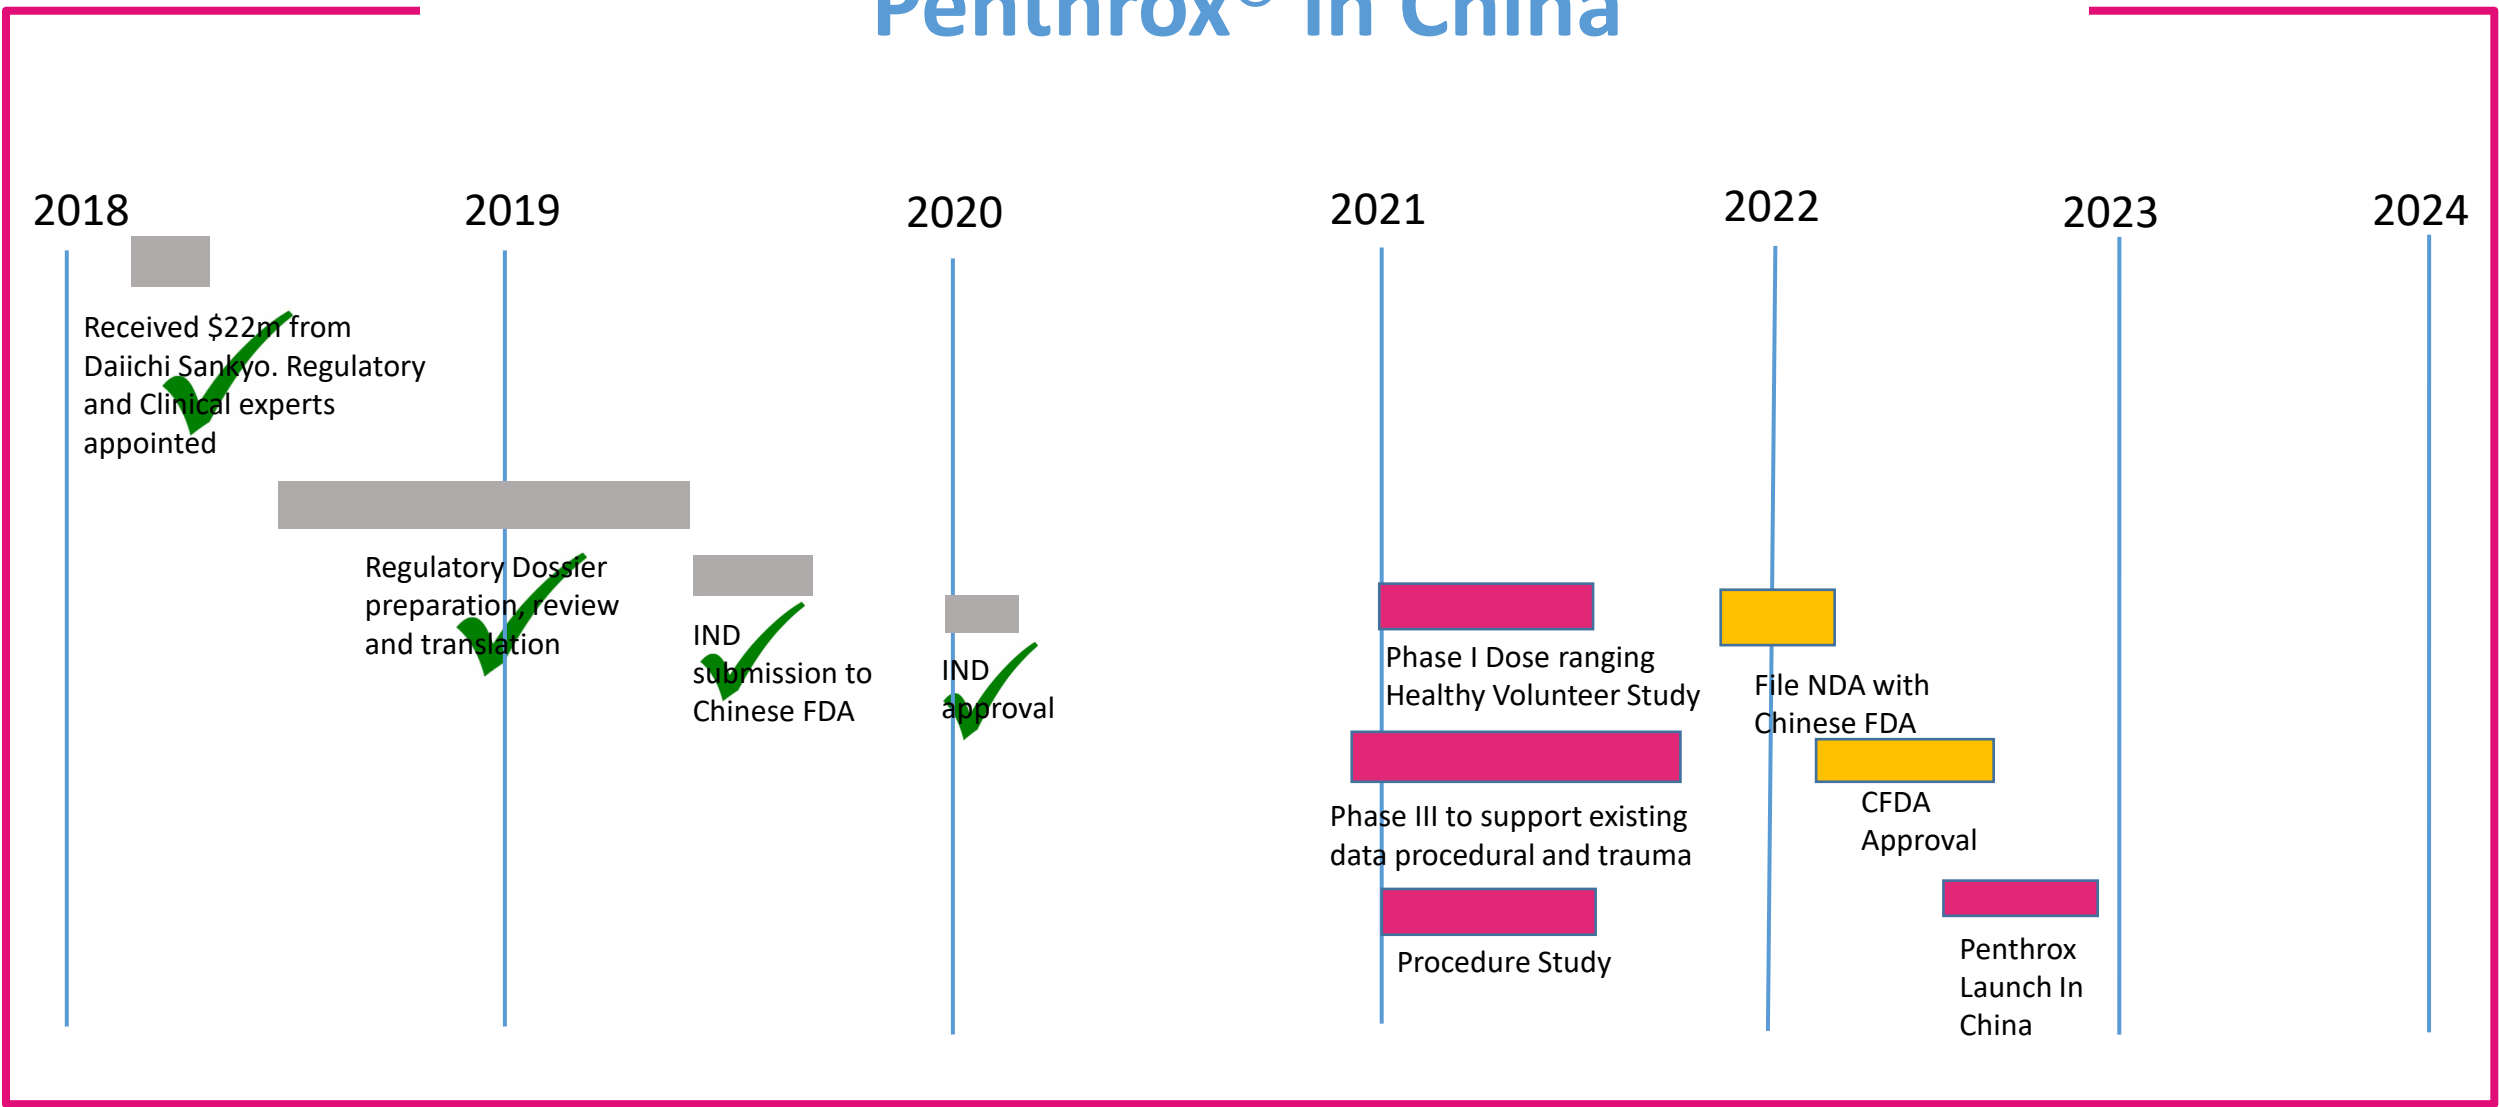 Penthrox® in China
2018
2019
2020
2021
2022
2023
2024
Received $22m from
Daiichi Sankyo. Regulatory
and Clinical experts
appointed
Regulatory Dossier
preparation, review
and translation
IND
submission to
Chinese FDA
IND
approval
Phase I Dose ranging
Healthy Volunteer Study
Phase III to support existing
data procedural and trauma
Procedure Study
File NDA with
Chinese FDA
CFDA
Approval
Penthrox
Launch In
China